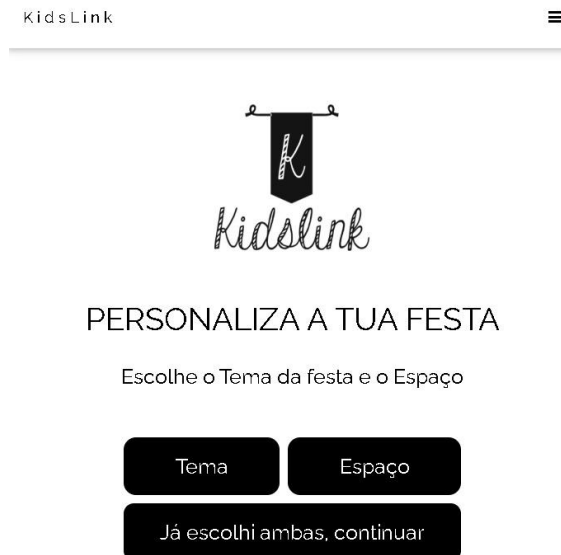 KidsLink
K
Kidslink
PERSONALIZA A TUA FESTA
Escolhe o Tema da festa e o Espaço
Tema Espaço
Já escolhi ambas, continuar